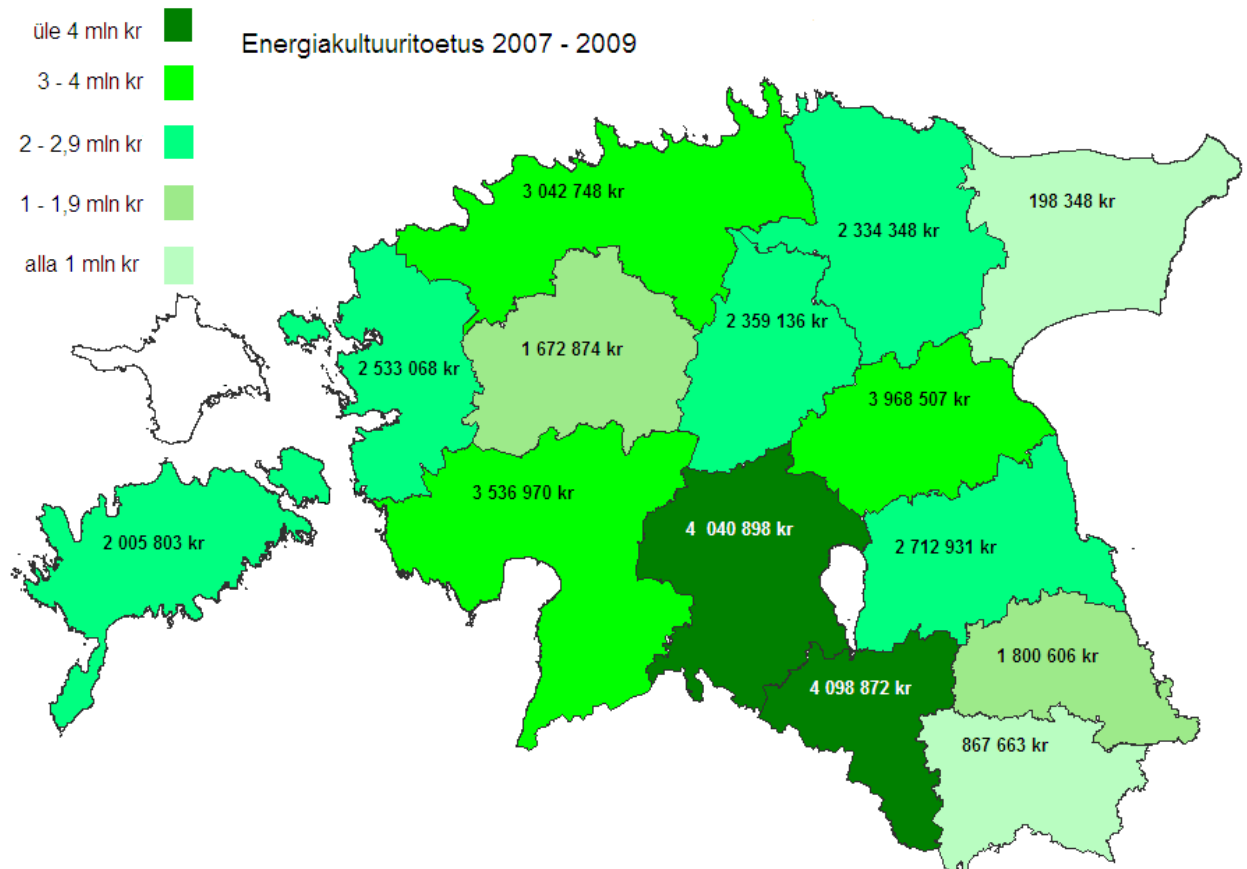 Energiakultuuritoetus 2007 - 2009
üle 4 mln kr
3 - 4 mln kr
2 - 2,9 mln kr
1 - 1,9 mln kr
alla 1 mln kr
3 042 748 kr
198 348 kr
2 334 348 kr
2 359 136 kr
1 672 874 kr
2 533 068 kr
3 968 507 kr
3 536 970 kr
4 040 898 kr
2 005 803 kr
2 712 931 kr
1 800 606 kr
4 098 872 kr
867 663 kr